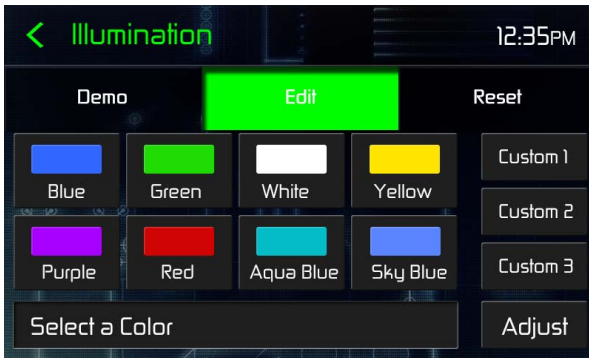 Illumination 12:35PM
Demo Edit Reset
Blue Green White Yellow Custom 1
Custom 2
Purple Red Aqua Blue Sky Blue Custom 3
Select a Color Adjust